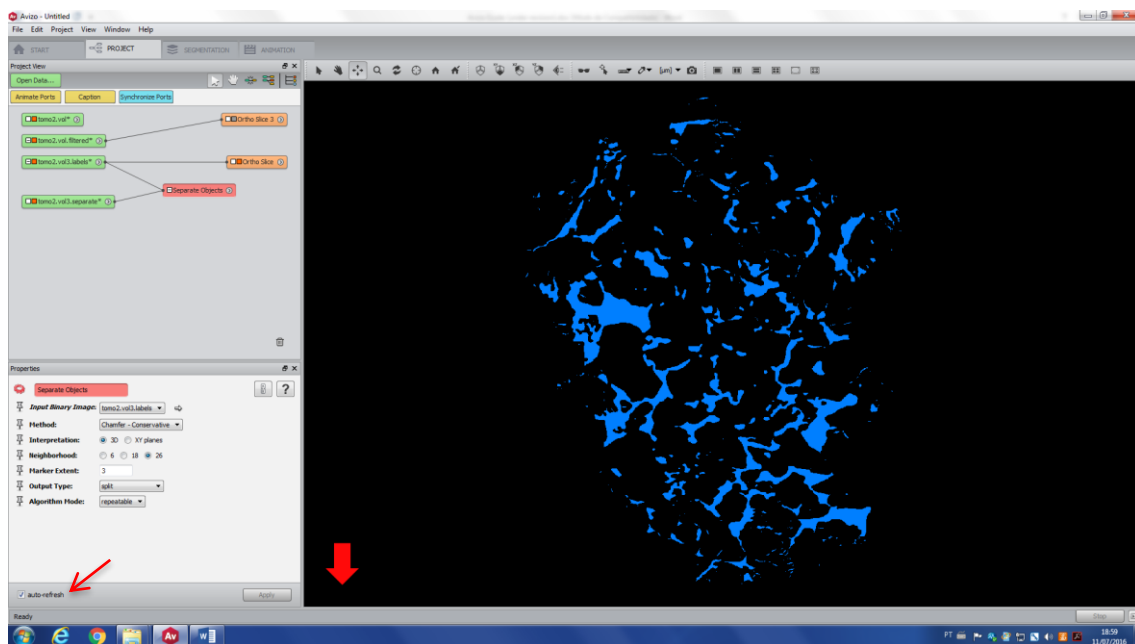 Avizo - Untitled
File Edit Project View Window Help
START PROJECT SEGMENTATION ANIMATION
Project View
Open Data...
Animate Ports Caption Synchronize Ports
tomo2.vol* Ortho Slice 3
tomo2.vol.filtered*
tomo2.vol3.labels* Ortho Slice
Separate Objects
tomo2.vol3.separate*
Properties
Separate Objects ?
Input Binary Image: tomo2.vol3.labels
Method: Chamfer - Conservative
Interpretation: 3D XY planes
Neighborhood: 6 18 26
Marker Extent: 3
Output Type: split
Algorithm Mode: repeatable
auto-refresh Apply
Ready Stop
Av W PT 18:59
11/07/2016